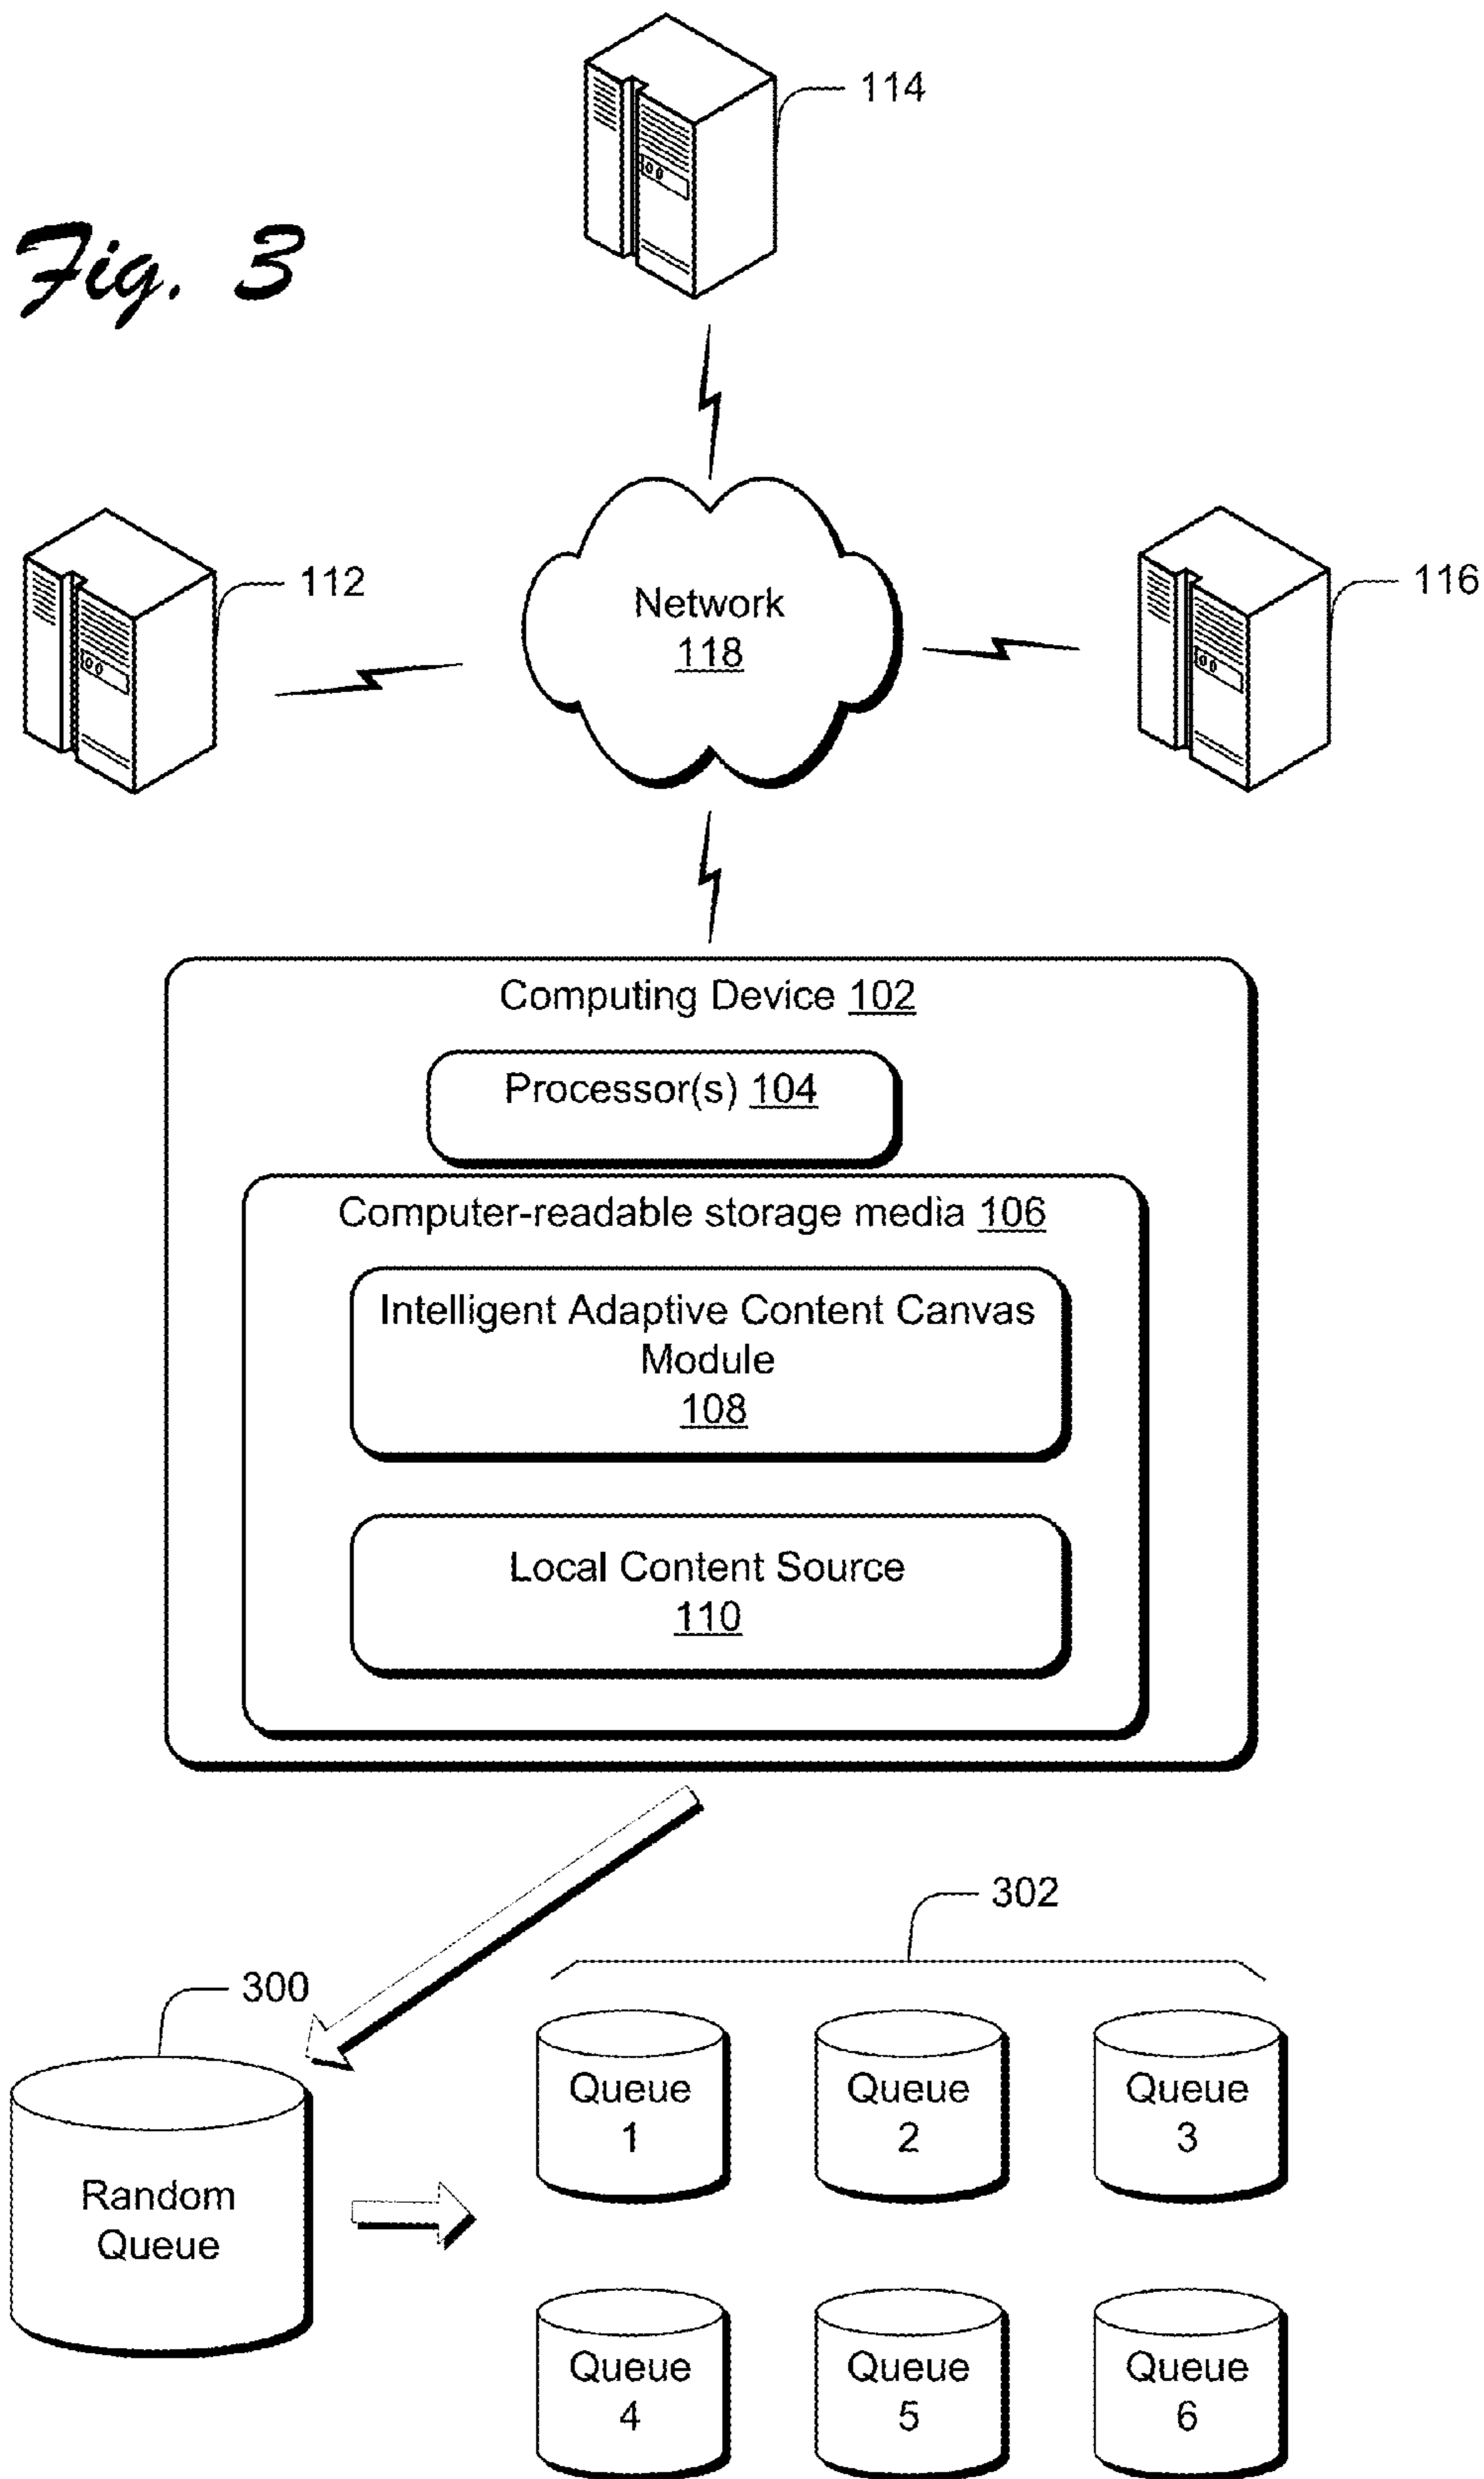 114
Fig. 3
112
Network
118
116
Computing Device 102
Processor(s) 104
Computer-readable storage media 106
Intelligent Adaptive Content Canvas
Module
108
Local Content Source
110
302
300
Queue
1
Queue
2
Queue
3
Random
Queue
Queue
4
Queue
5
Queue
6